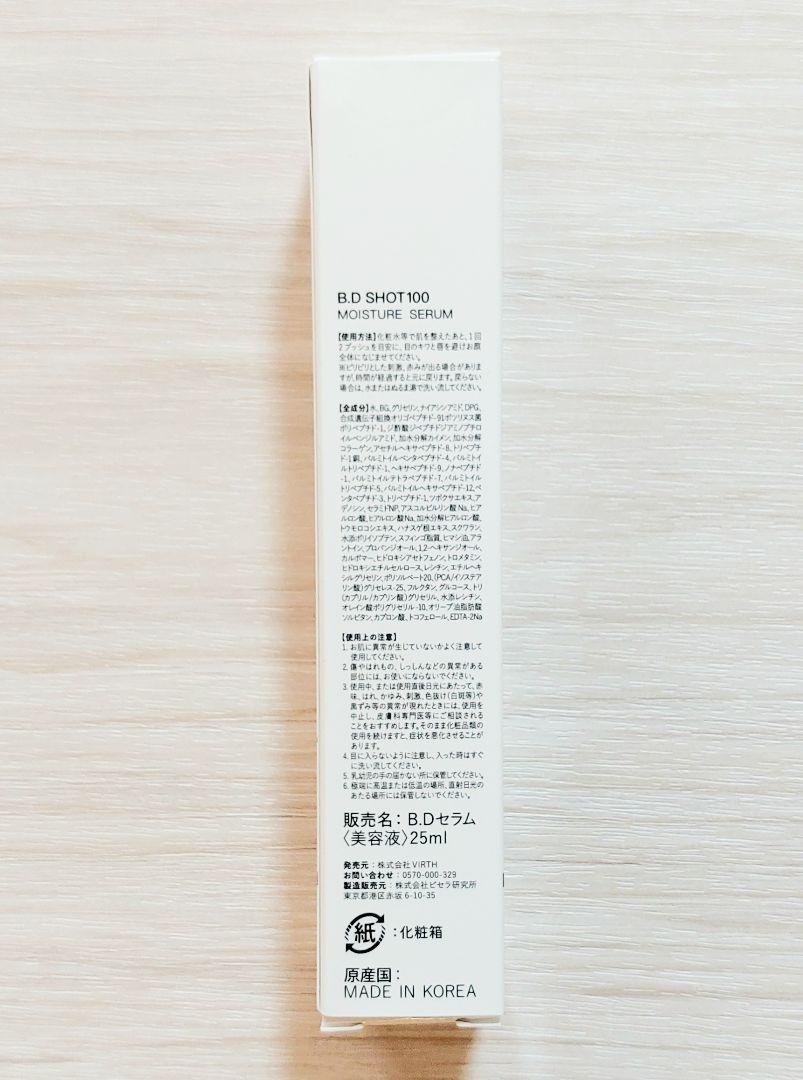 B.D SHOT100
MOISTURE SERUM
【使用方法】化粧水等で肌を整えたあと、1回
2プッシュを目安に、目のキワと唇を避けお顔
全体になじませてください。
※ピリピリとした刺激、赤みが出る場合がありま
すが、時間が経過すると元に戻ります。戻らない
場合は、水またはぬるま湯で洗い流してください。
【全成分】水、BG、グリセリン、ナイアシンアミド、DPG、
合成遺伝子組換オリゴペプチド-91ボツリヌス菌
ポリペプチド-1、ジ酢酸ジペプチドジアミノブチロ
イルベンジルアミド、加水分解カイメン、加水分解
コラーゲン、アセチルヘキサペプチド-8、トリペプチ
ド-1銅、パルミトイルペンタペプチド-4、パルミトイ
ルトリペプチド-1、ヘキサペプチド-9、ノナペプチド
-1、パルミトイルテトラペプチド-7、パルミトイルト
リペプチド-5、パルミトイルヘキサペプチド-12、ペ
ンタペプチド-3、トリペプチド-1、ツボクサエキス、ア
デノシン、セラミドNP、アスコルビルリン酸Na、ヒア
ルロン酸、ヒアルロン酸Na、加水分解ヒアルロン酸、
トウモロコシエキス、ハナスゲ根エキス、スクワラン、
水添ポリイソブテン、スフィンゴ脂質、ヒマシ油、アラ
ントイン、プロパンジオール、1,2-ヘキサンジオール、
カルボマー、ヒドロキシアセトフェノン、トロメタミン、
ヒドロキシエチルセルロース、レシチン、エチルヘキ
シルグリセリン、ポリソルベート20、(PCA/イソステア
リン酸)グリセレス-25、フルクタン、グルコース、トリ
(カプリル/カプリン酸)グリセリル、水添レシチン、
オレイン酸ポリグリセリル-10、オリーブ油脂肪酸
ソルビタン、カプロン酸、トコフェロール、EDTA-2Na
【使用上の注意】
1. お肌に異常が生じていないかよく注意して
使用してください。
2. 傷やはれもの、しっしんなどの異常がある
部位には、お使いにならないでください。
3. 使用中、または使用直後日光にあたって、赤
味、はれ、かゆみ、刺激、色抜け(白斑等)や
黒ずみ等の異常が現れたときには、使用を
中止し、皮膚科専門医等にご相談される
ことをおすすめします。そのまま化粧品類の
使用を続けますと、症状を悪化させることが
あります。
4. 目に入らないように注意し、入った時はすぐ
に洗い流してください。
5. 乳幼児の手の届かない所に保管してください。
6. 極端に高温または低温の場所、直射日光の
あたる場所には保管しないでください。
販売名：B.Dセラム
〈美容液〉25ml
発売元：株式会社VIRTH
お問い合わせ：0570-000-329
製造販売元：株式会社ピセラ研究所
東京都港区赤坂6-10-35
紙：化粧箱
原産国：
MADE IN KOREA